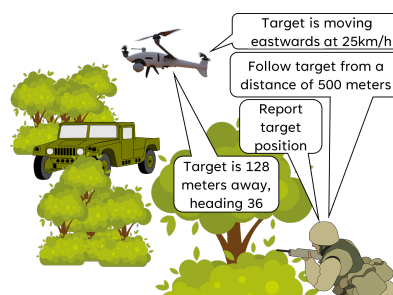 Target is moving
eastwards at 25km/h
Follow target from a
distance of 500 meters
Report
target
position
Target is 128
meters away,
heading 36